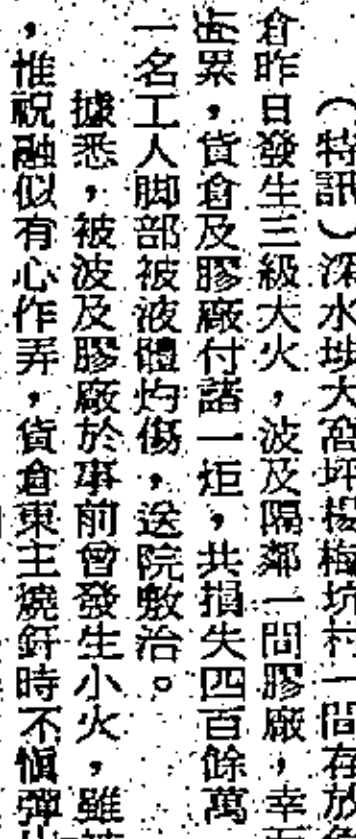 （特訊）深水埗大窩坪楊梅坑村一間存放
倉昨日發生三級大火，波及隔鄰一間膠廠，幸
累，貨倉及膠廠付諸一炬，共損失四百餘萬
一名工人脚部被液體灼傷，送院敷治。
據悉，被波及膠廠於事前曾發生小火，雖
，惟祝融似有心作弄，貨倉東主燒釬時不慎彈